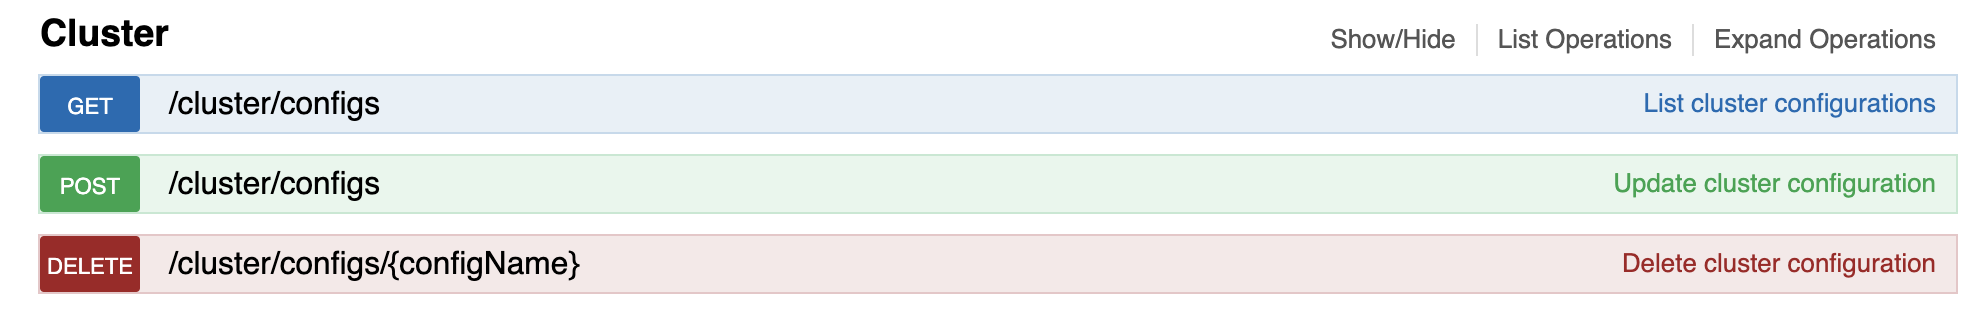 Cluster
Show/Hide List Operations Expand Operations
GET /cluster/configs List cluster configurations
POST /cluster/configs Update cluster configuration
DELETE /cluster/configs/{configName} Delete cluster configuration